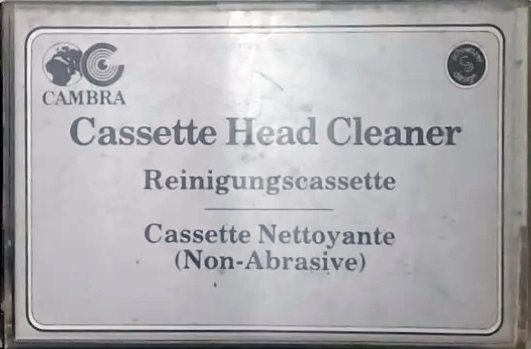 CAMBRA
S
Cassette Head Cleaner
Reinigungscassette
Cassette Nettoyante
(Non-Abrasive)